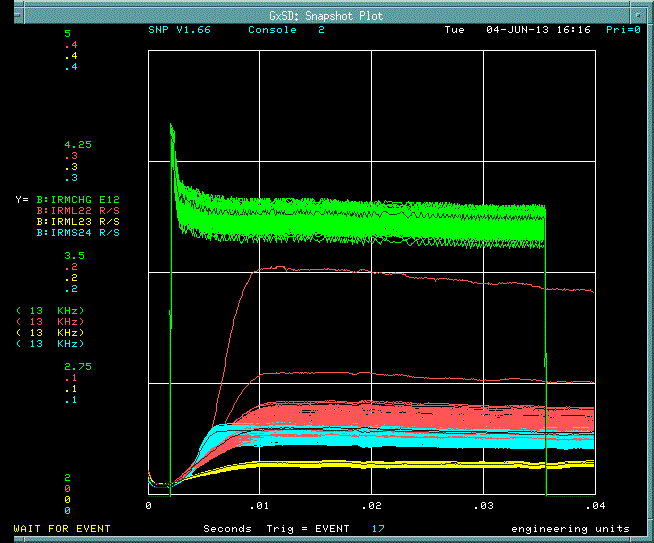 GxSD: Snapshot Plot
SNP V1.66 Console 2 Tue 04-JUN-13 16:16 Pri=0
5
.4
.4
.4
4.25
.3
.3
.3
Y= B:IRMCHG E12
B:IRML22 R/S
B:IRML23 R/S
B:IRMS24 R/S
3.5
.2
.2
.2
( 13 KHz)
( 13 KHz)
( 13 KHz)
( 13 KHz)
2.75
.1
.1
.1
2
0
0
0
0 .01 .02 .03 .04
WAIT FOR EVENT Seconds Trig = EVENT 17 engineering units